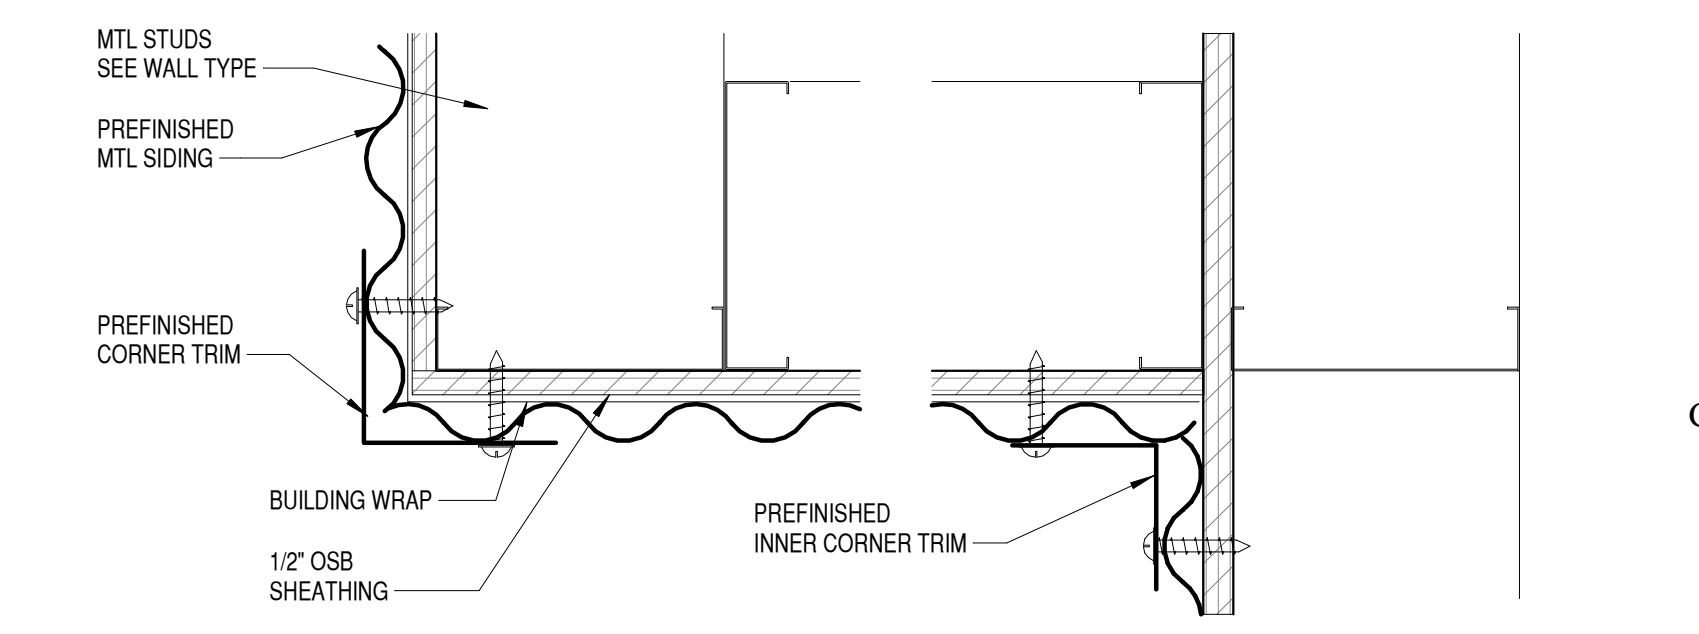 MTL STUDS
SEE WALL TYPE
PREFINISHED
MTL SIDING
PREFINISHED
CORNER TRIM
BUILDING WRAP
1/2" OSB
SHEATHING
PREFINISHED
INNER CORNER TRIM